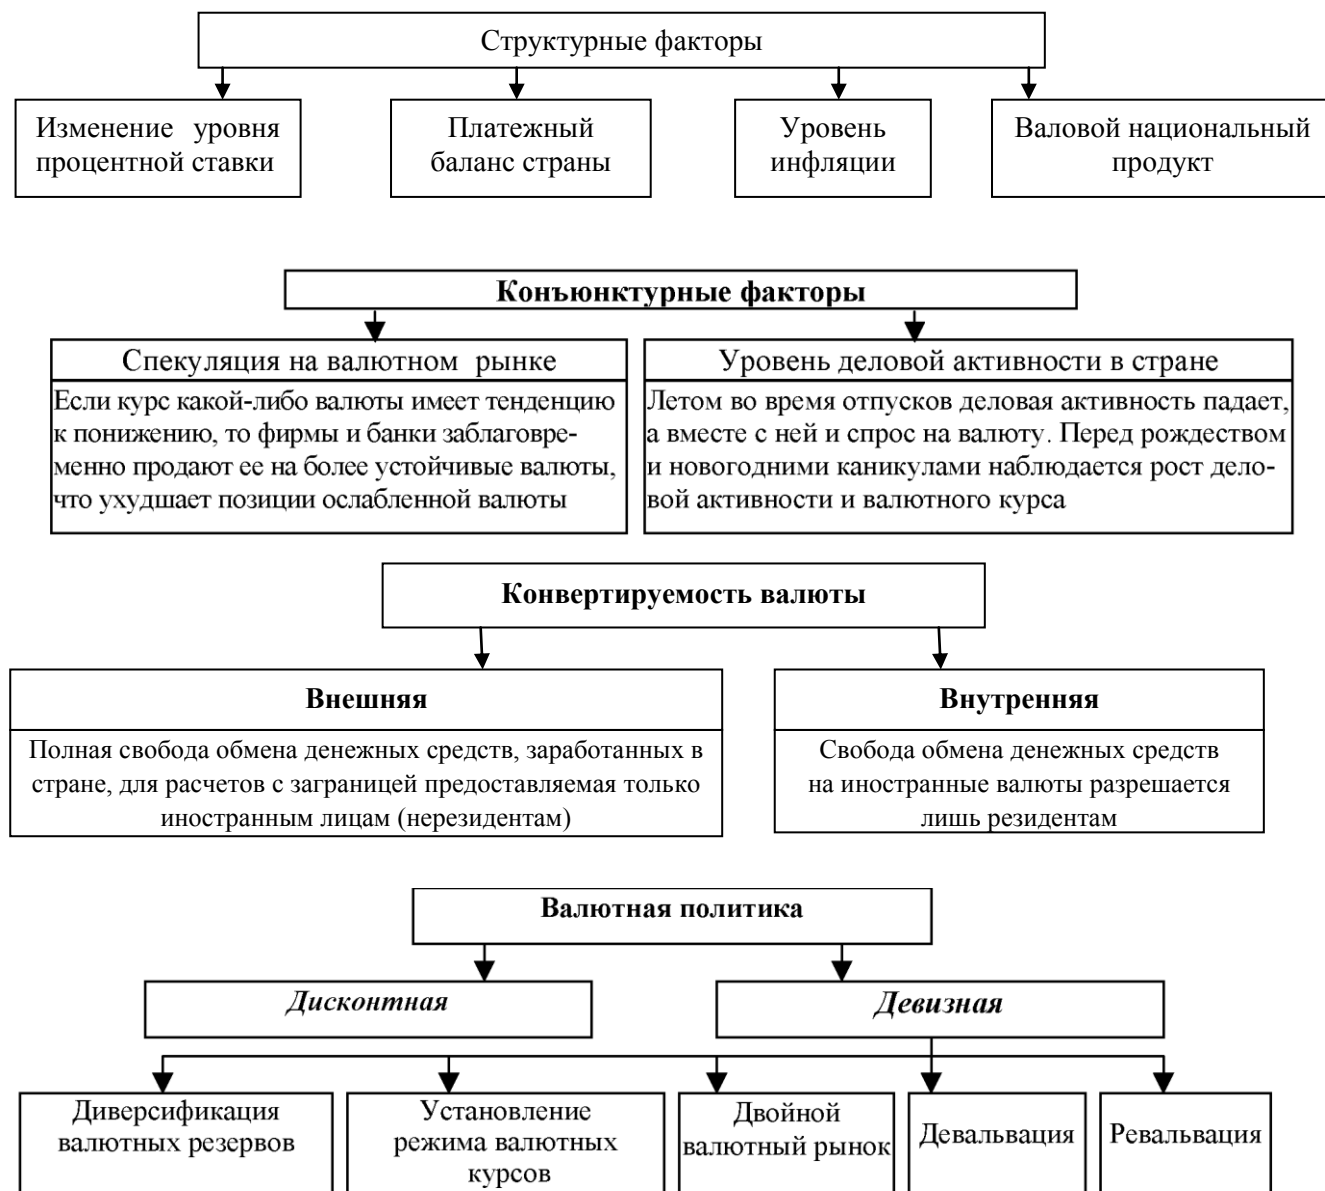 Структурные факторы
Изменение уровня
процентной ставки
Платежный
баланс страны
Уровень
инфляции
Валовой национальный
продукт
Конъюнктурные факторы
Спекуляция на валютном рынке
Если курс какой-либо валюты имеет тенденцию
к понижению, то фирмы и банки заблаговре-
менно продают ее на более устойчивые валюты,
что ухудшает позиции ослабленной валюты
Уровень деловой активности в стране
Летом во время отпусков деловая активность падает,
а вместе с ней и спрос на валюту. Перед рождеством
и новогодними каникулами наблюдается рост дело-
вой активности и валютного курса
Конвертируемость валюты
Внешняя
Полная свобода обмена денежных средств, заработанных в
стране, для расчетов с заграницей предоставляемая только
иностранным лицам (нерезидентам)
Внутренняя
Свобода обмена денежных средств
на иностранные валюты разрешается
лишь резидентам
Валютная политика
Дисконтная
Девизная
Диверсификация
валютных резервов
Установление
режима валютных
курсов
Двойной
валютный рынок
Девальвация
Ревальвация